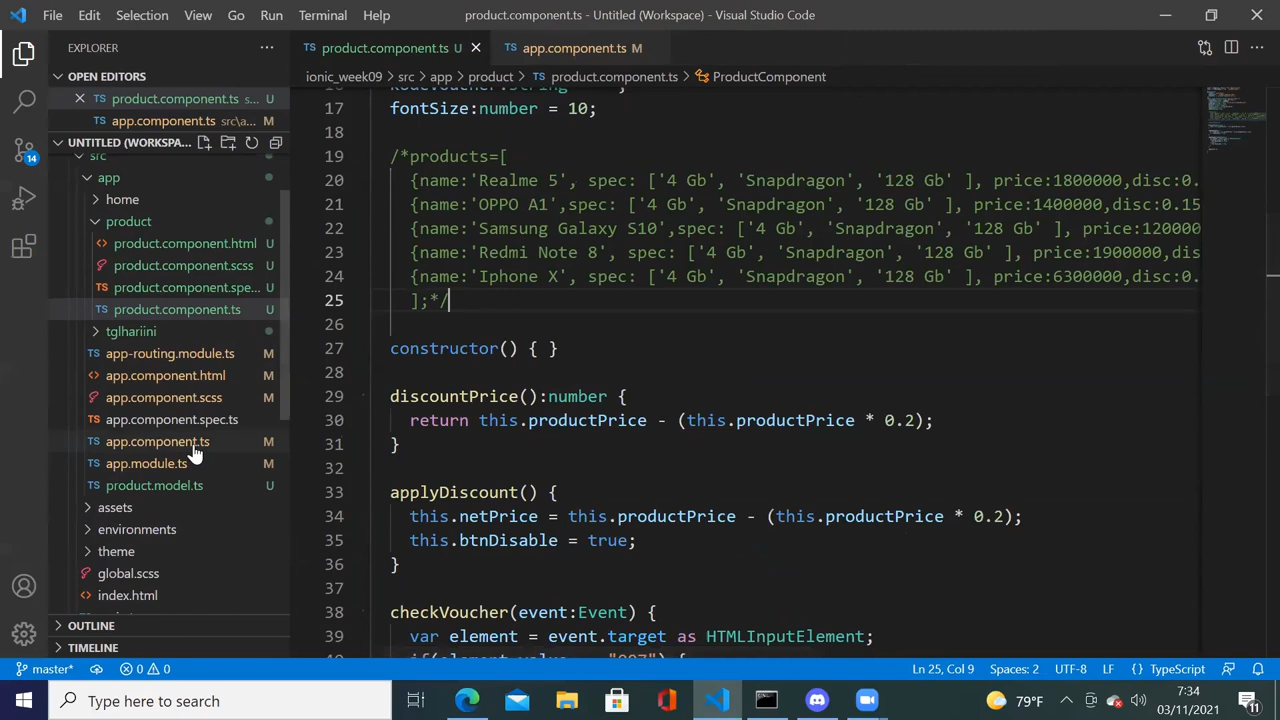 File Edit Selection View Go Run Terminal Help product.component.ts - Untitled (Workspace) - Visual Studio Code
EXPLORER
OPEN EDITORS
product.component.ts s... U
app.component.ts src\a... M
UNTITLED (WORKSPA...
src
app
home
product
product.component.html U
product.component.scss U
product.component.spe... U
product.component.ts U
tglhariini
app-routing.module.ts M
app.component.html M
app.component.scss M
app.component.spec.ts
app.component.ts M
app.module.ts M
product.model.ts U
assets
environments
theme
global.scss
index.html
OUTLINE
TIMELINE
14
product.component.ts U app.component.ts M
ionic_week09 > src > app > product > product.component.ts > ProductComponent
17 fontSize:number = 10;
18
19 /*products=[
20 {name:'Realme 5', spec: ['4 Gb', 'Snapdragon', '128 Gb' ], price:1800000,disc:0.
21 {name:'OPPO A1',spec: ['4 Gb', 'Snapdragon', '128 Gb' ], price:1400000,disc:0.15
22 {name:'Samsung Galaxy S10',spec: ['4 Gb', 'Snapdragon', '128 Gb' ], price:120000
23 {name:'Redmi Note 8', spec: ['4 Gb', 'Snapdragon', '128 Gb' ], price:1900000,dis
24 {name:'Iphone X', spec: ['4 Gb', 'Snapdragon', '128 Gb' ], price:6300000,disc:0.
25 ];*/
26
27 constructor() { }
28
29 discountPrice():number {
30 return this.productPrice - (this.productPrice * 0.2);
31 }
32
33 applyDiscount() {
34 this.netPrice = this.productPrice - (this.productPrice * 0.2);
35 this.btnDisable = true;
36 }
37
38 checkVoucher(event:Event) {
39 var element = event.target as HTMLInputElement;
master* 0 0 Ln 25, Col 9 Spaces: 2 UTF-8 LF {} TypeScript
Type here to search 79°F 7:34
03/11/2021 11